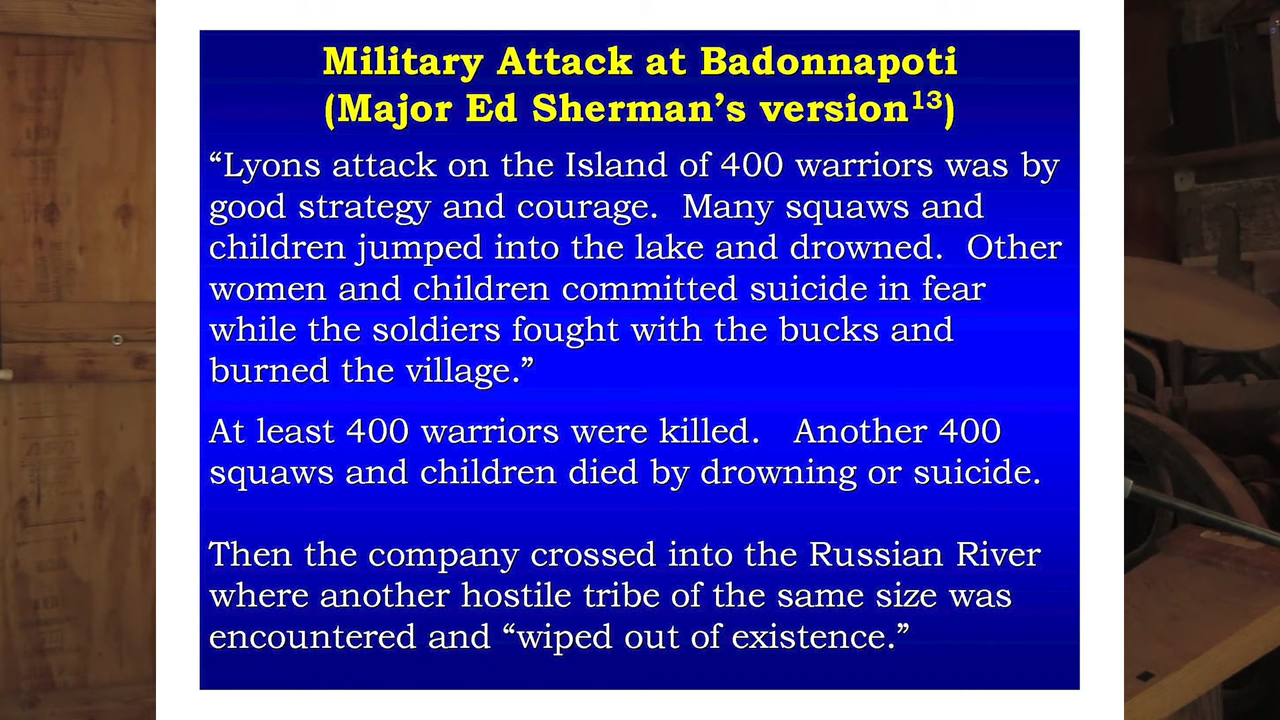 Military Attack at Badonnapoti
(Major Ed Sherman’s version¹³)
“Lyons attack on the Island of 400 warriors was by
good strategy and courage.  Many squaws and
children jumped into the lake and drowned.  Other
women and children committed suicide in fear
while the soldiers fought with the bucks and
burned the village.”
At least 400 warriors were killed.   Another 400
squaws and children died by drowning or suicide.
Then the company crossed into the Russian River
where another hostile tribe of the same size was
encountered and “wiped out of existence.”